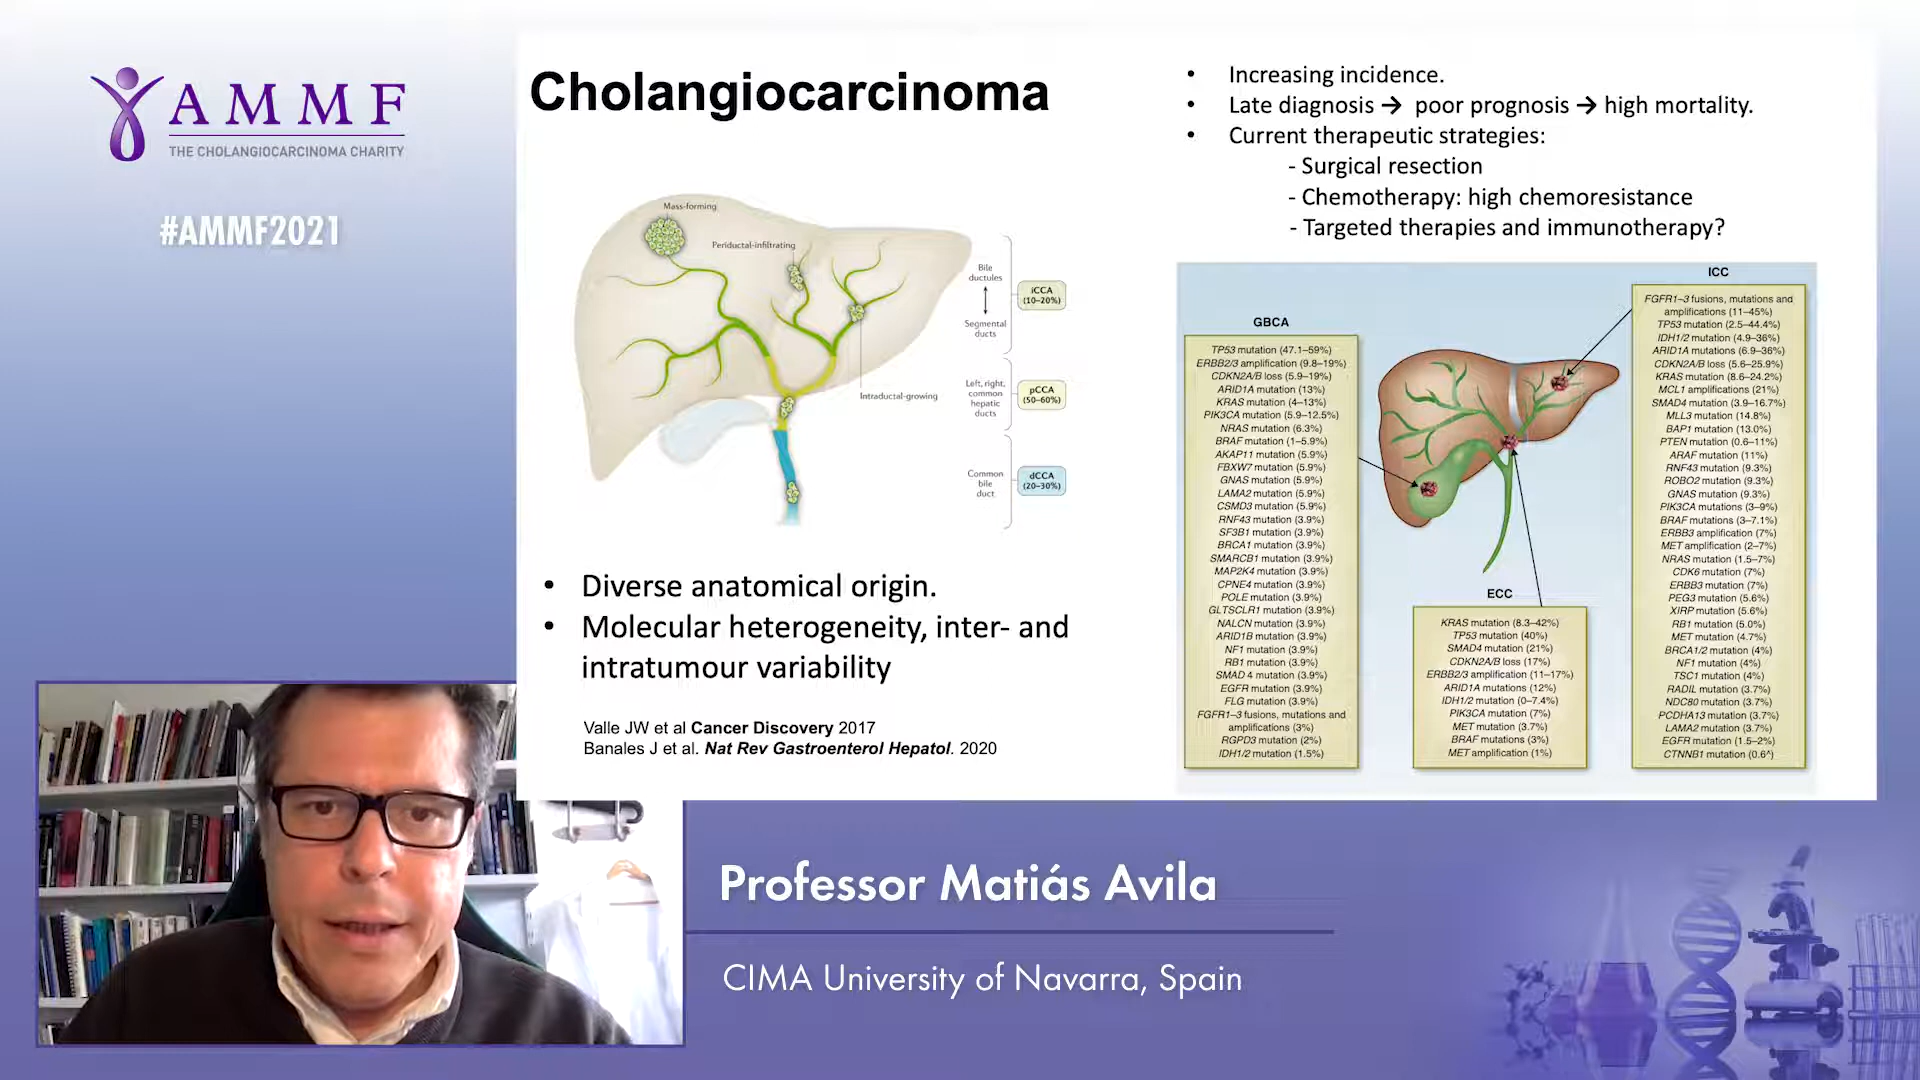 AMMF
THE CHOLANGIOCARCINOMA CHARITY
#AMMF2021
Cholangiocarcinoma
Mass-forming
Periductal-infiltrating
Intraductal-growing
Bile
ductules
Segmental
ducts
iCCA
(10–20%)
Left, right,
common
hepatic
ducts
pCCA
(50–60%)
Common
bile
duct
dCCA
(20–30%)
• Diverse anatomical origin.
• Molecular heterogeneity, inter- and
intratumour variability
Valle JW et al Cancer Discovery 2017
Banales J et al. Nat Rev Gastroenterol Hepatol. 2020
• Increasing incidence.
• Late diagnosis → poor prognosis → high mortality.
• Current therapeutic strategies:
- Surgical resection
- Chemotherapy: high chemoresistance
- Targeted therapies and immunotherapy?
GBCA
TP53 mutation (47.1–59%)
ERBB2/3 amplification (9.8–19%)
CDKN2A/B loss (5.9–19%)
ARID1A mutation (13%)
KRAS mutation (4–13%)
PIK3CA mutation (5.9–12.5%)
NRAS mutation (6.3%)
BRAF mutation (1–5.9%)
AKAP11 mutation (5.9%)
FBXW7 mutation (5.9%)
GNAS mutation (5.9%)
LAMA2 mutation (5.9%)
CSMD3 mutation (5.9%)
RNF43 mutation (3.9%)
SF3B1 mutation (3.9%)
BRCA1 mutation (3.9%)
SMARCB1 mutation (3.9%)
MAP2K4 mutation (3.9%)
CPNE4 mutation (3.9%)
POLE mutation (3.9%)
GLTSCLR1 mutation (3.9%)
NALCN mutation (3.9%)
ARID1B mutation (3.9%)
NF1 mutation (3.9%)
RB1 mutation (3.9%)
SMAD 4 mutation (3.9%)
EGFR mutation (3.9%)
FLG mutation (3.9%)
FGFR1–3 fusions, mutations and
amplifications (3%)
RGPD3 mutation (2%)
IDH1/2 mutation (1.5%)
ECC
KRAS mutation (8.3–42%)
TP53 mutation (40%)
SMAD4 mutation (21%)
CDKN2A/B loss (17%)
ERBB2/3 amplification (11–17%)
ARID1A mutations (12%)
IDH1/2 mutation (0–7.4%)
PIK3CA mutation (7%)
MET mutation (3.7%)
BRAF mutations (3%)
MET amplification (1%)
ICC
FGFR1–3 fusions, mutations and
amplifications (11–45%)
TP53 mutation (2.5–44.4%)
IDH1/2 mutation (4.9–36%)
ARID1A mutations (6.9–36%)
CDKN2A/B loss (5.6–25.9%)
KRAS mutation (8.6–24.2%)
MCL1 amplifications (21%)
SMAD4 mutation (3.9–16.7%)
MLL3 mutation (14.8%)
BAP1 mutation (13.0%)
PTEN mutation (0.6–11%)
ARAF mutation (11%)
RNF43 mutation (9.3%)
ROBO2 mutation (9.3%)
GNAS mutation (9.3%)
PIK3CA mutations (3–9%)
BRAF mutations (3–7.1%)
ERBB3 amplification (7%)
MET amplification (2–7%)
NRAS mutation (1.5–7%)
CDK6 mutation (7%)
ERBB3 mutation (7%)
PEG3 mutation (5.6%)
XIRP mutation (5.6%)
RB1 mutation (5.0%)
MET mutation (4.7%)
BRCA1/2 mutation (4%)
NF1 mutation (4%)
TSC1 mutation (4%)
RADIL mutation (3.7%)
NDC80 mutation (3.7%)
PCDHA13 mutation (3.7%)
LAMA2 mutation (3.7%)
EGFR mutation (1.5–2%)
CTNNB1 mutation (0.6^)
Professor Matiás Avila
CIMA University of Navarra, Spain